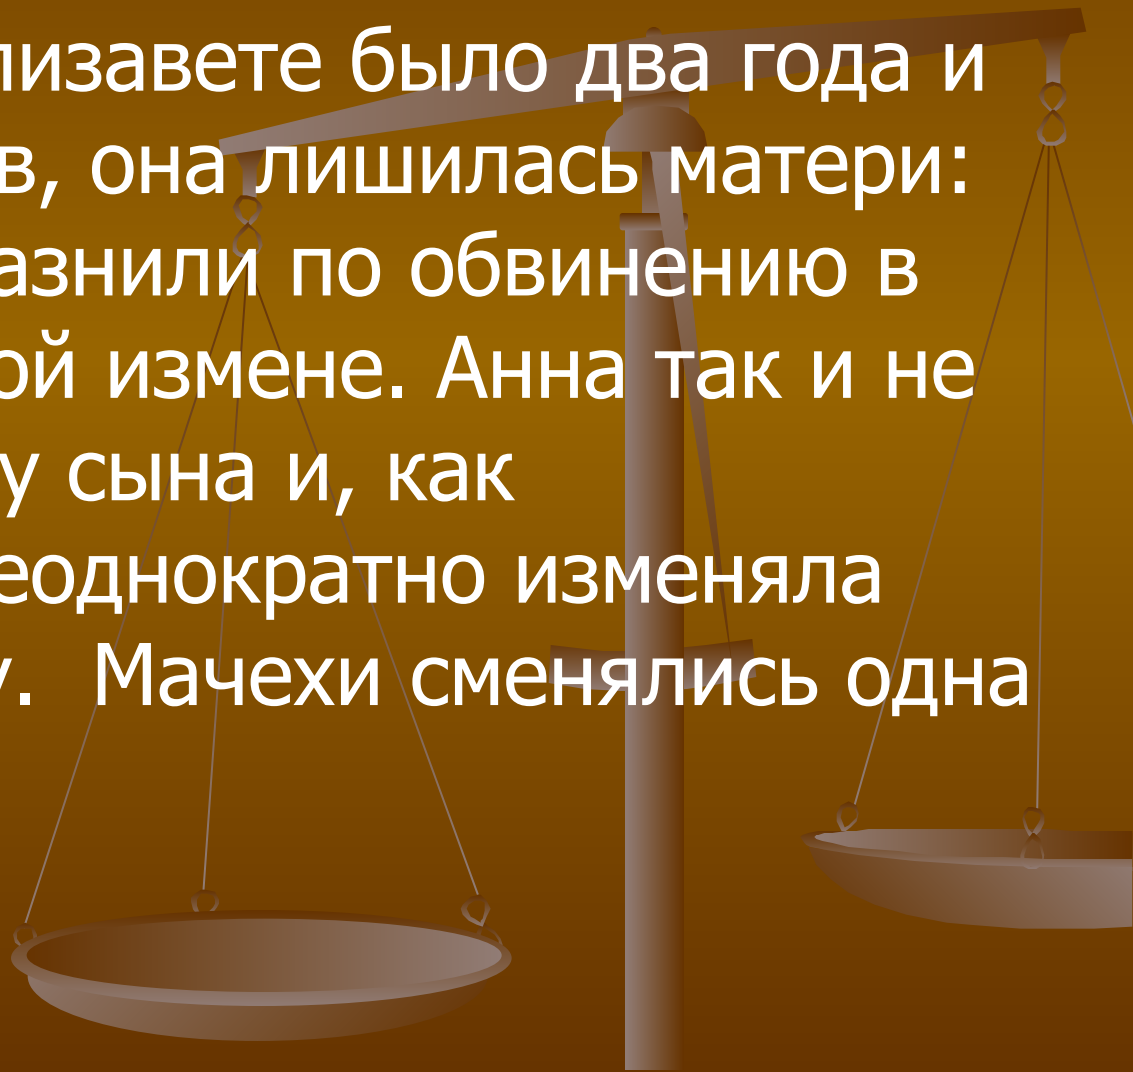 лизавете было два года и
в, она лишилась матери:
азнили по обвинению в
ой измене. Анна так и не
у сына и, как
еоднократно изменяла
у. Мачехи сменялись одна